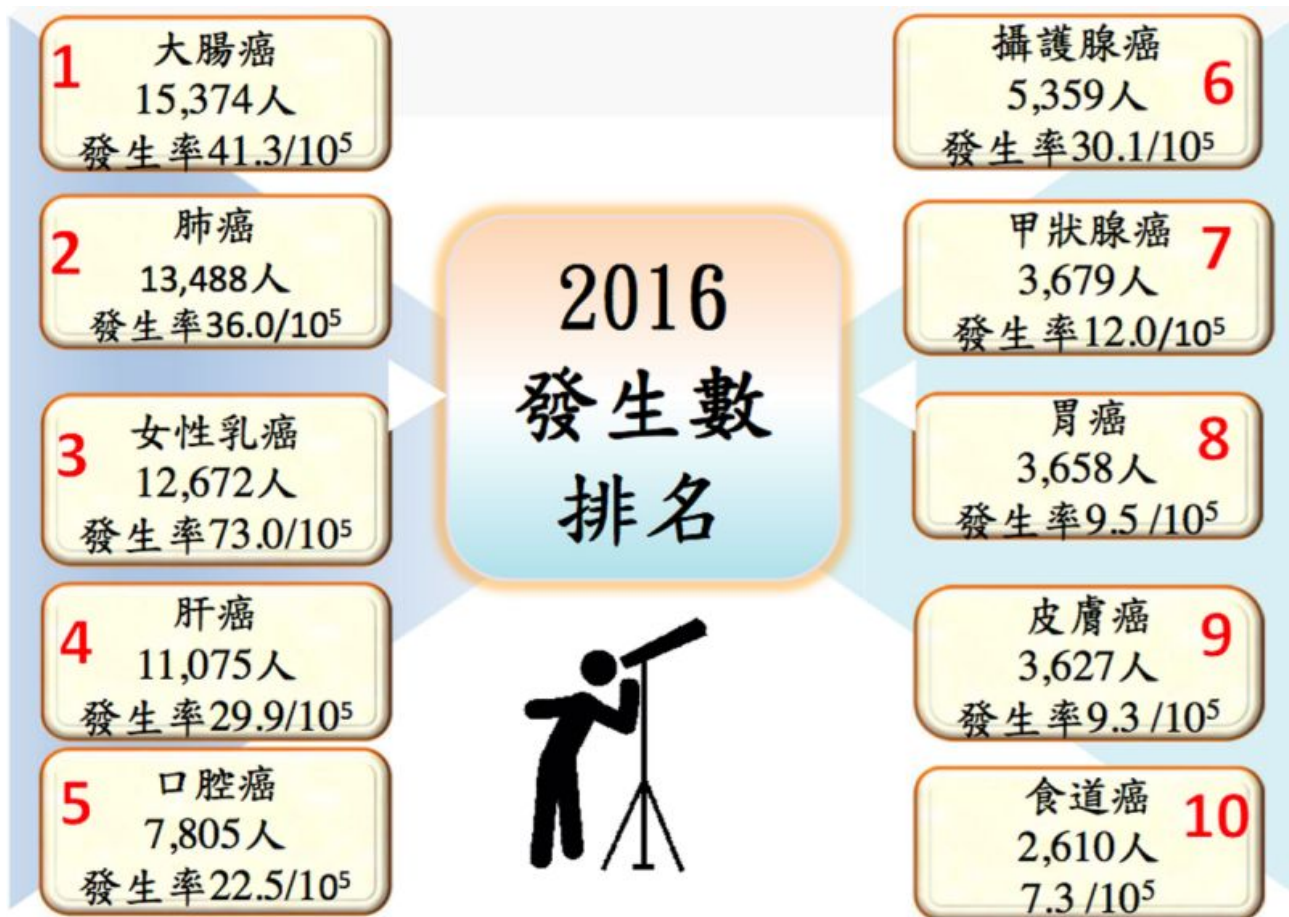 1
大腸癌
15,374人
發生率41.3/10⁵
2
肺癌
13,488人
發生率36.0/10⁵
3
女性乳癌
12,672人
發生率73.0/10⁵
4
肝癌
11,075人
發生率29.9/10⁵
5
口腔癌
7,805人
發生率22.5/10⁵
2016
發生數
排名
攝護腺癌
6
5,359人
發生率30.1/10⁵
甲狀腺癌
7
3,679人
發生率12.0/10⁵
胃癌
8
3,658人
發生率9.5 /10⁵
皮膚癌
9
3,627人
發生率9.3 /10⁵
食道癌
10
2,610人
7.3 /10⁵